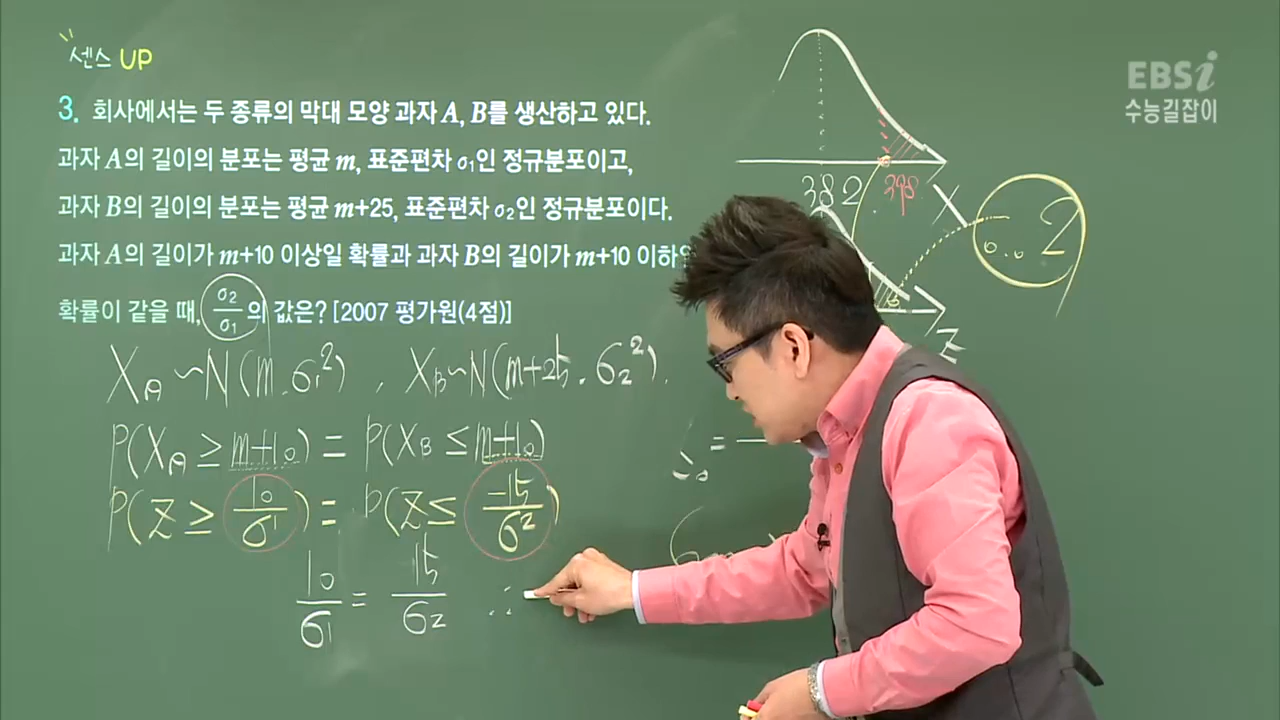 센스 UP
EBSi
수능길잡이
3. 회사에서는 두 종류의 막대 모양 과자 A, B를 생산하고 있다.
과자 A의 길이의 분포는 평균 m, 표준편차 σ₁인 정규분포이고,
과자 B의 길이의 분포는 평균 m+25, 표준편차 σ₂인 정규분포이다.
과자 A의 길이가 m+10 이상일 확률과 과자 B의 길이가 m+10 이하일
확률이 같을 때, σ₂/σ₁의 값은? [2007 평가원(4점)]
X_A ~ N(m, σ₁²), X_B ~ N(m+25, σ₂²).
P(X_A ≥ m+10) = P(X_B ≤ m+10)
P(Z ≥ 10/σ₁) = P(Z ≤ -15/σ₂)
10/σ₁ = 15/σ₂ ∴
382 398 X
Z
2